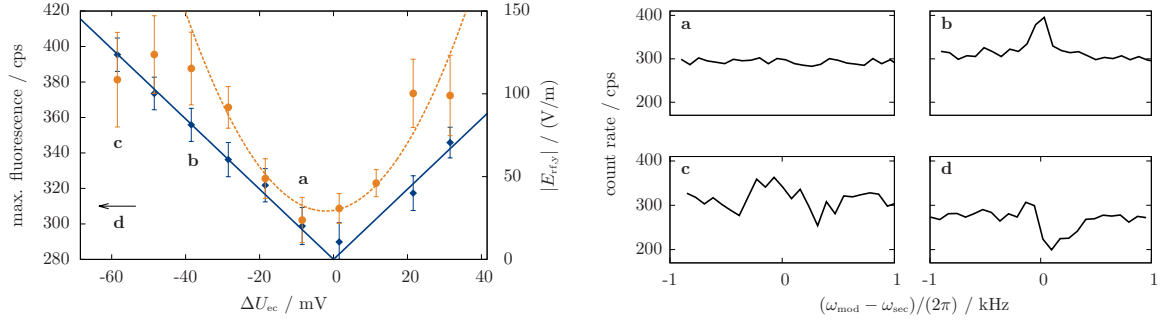 max. fluorescence / cps
420
400
380
360
340
320
300
280
-60
-40
-20
0
20
40
ΔU_ec / mV
150
100
50
0
|E_rf,y| / (V/m)
a
b
c
d
count rate / cps
a
400
300
200
b
c
400
300
200
d
-1
0
1
-1
0
1
(ω_mod − ω_sec)/(2π) / kHz